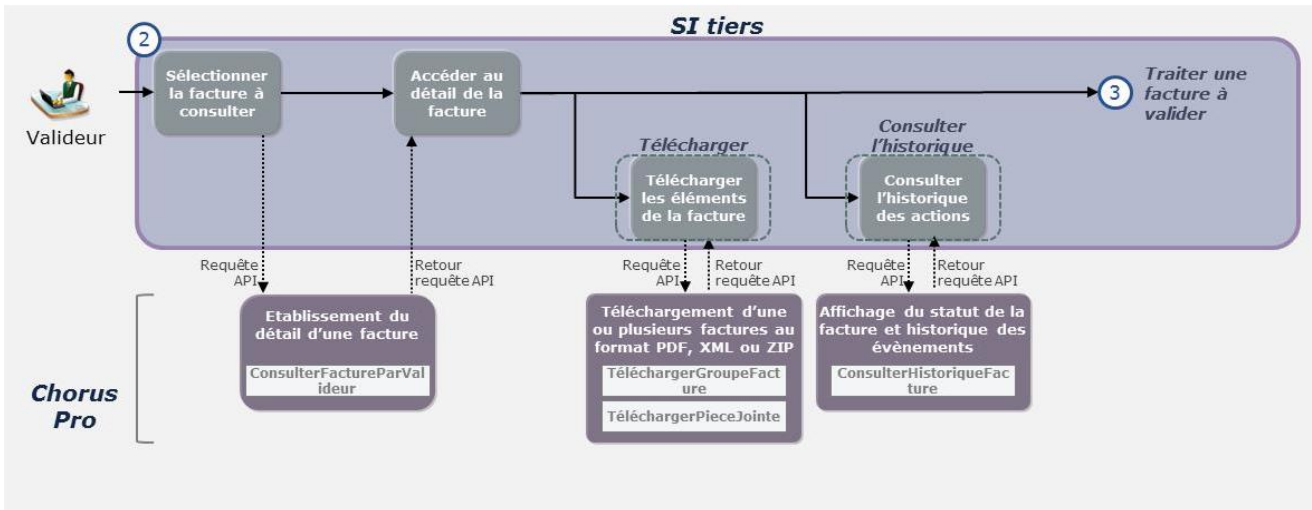 SI tiers
2
Valideur
Sélectionner
la facture à
consulter
Accéder au
détail de la
facture
3
Traiter une
facture à
valider
Télécharger
Télécharger
les éléments
de la facture
Consulter
l'historique
Consulter
l'historique
des actions
Requête
API
Retour
requête API
Requête
API
Retour
requête API
Requête
API
Retour
requête API
Chorus
Pro
Etablissement du
détail d'une facture
ConsulterFactureParVal
ideur
Téléchargement d'une
ou plusieurs factures au
format PDF, XML ou ZIP
TéléchargerGroupeFact
ure
TéléchargerPieceJointe
Affichage du statut de la
facture et historique des
évènements
ConsulterHistoriqueFac
ture